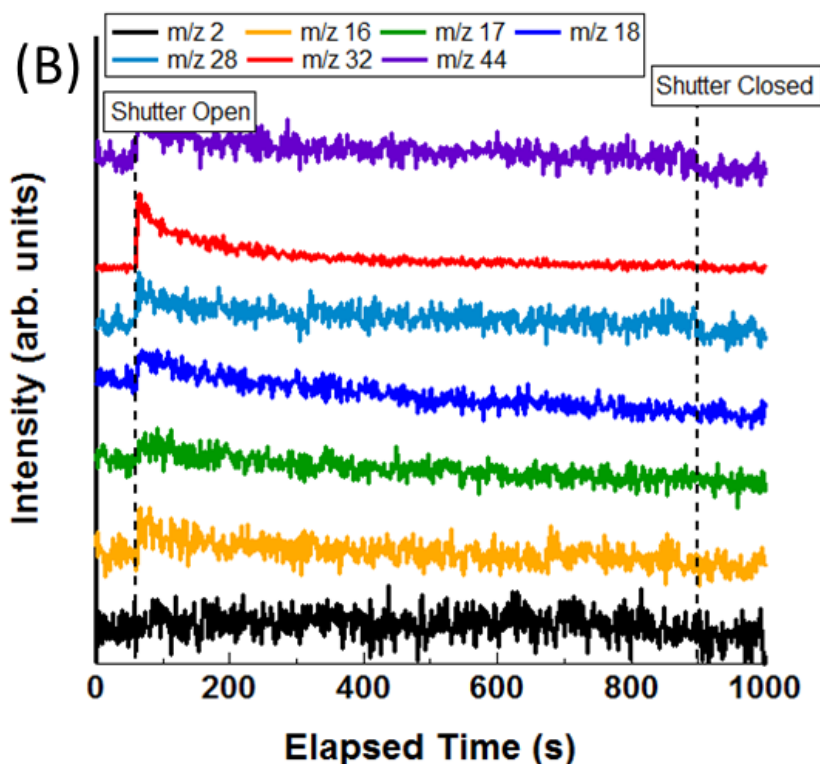 (B)
m/z 2 m/z 16 m/z 17 m/z 18
m/z 28 m/z 32 m/z 44
Shutter Open
Shutter Closed
Intensity (arb. units)
0 200 400 600 800 1000
Elapsed Time (s)